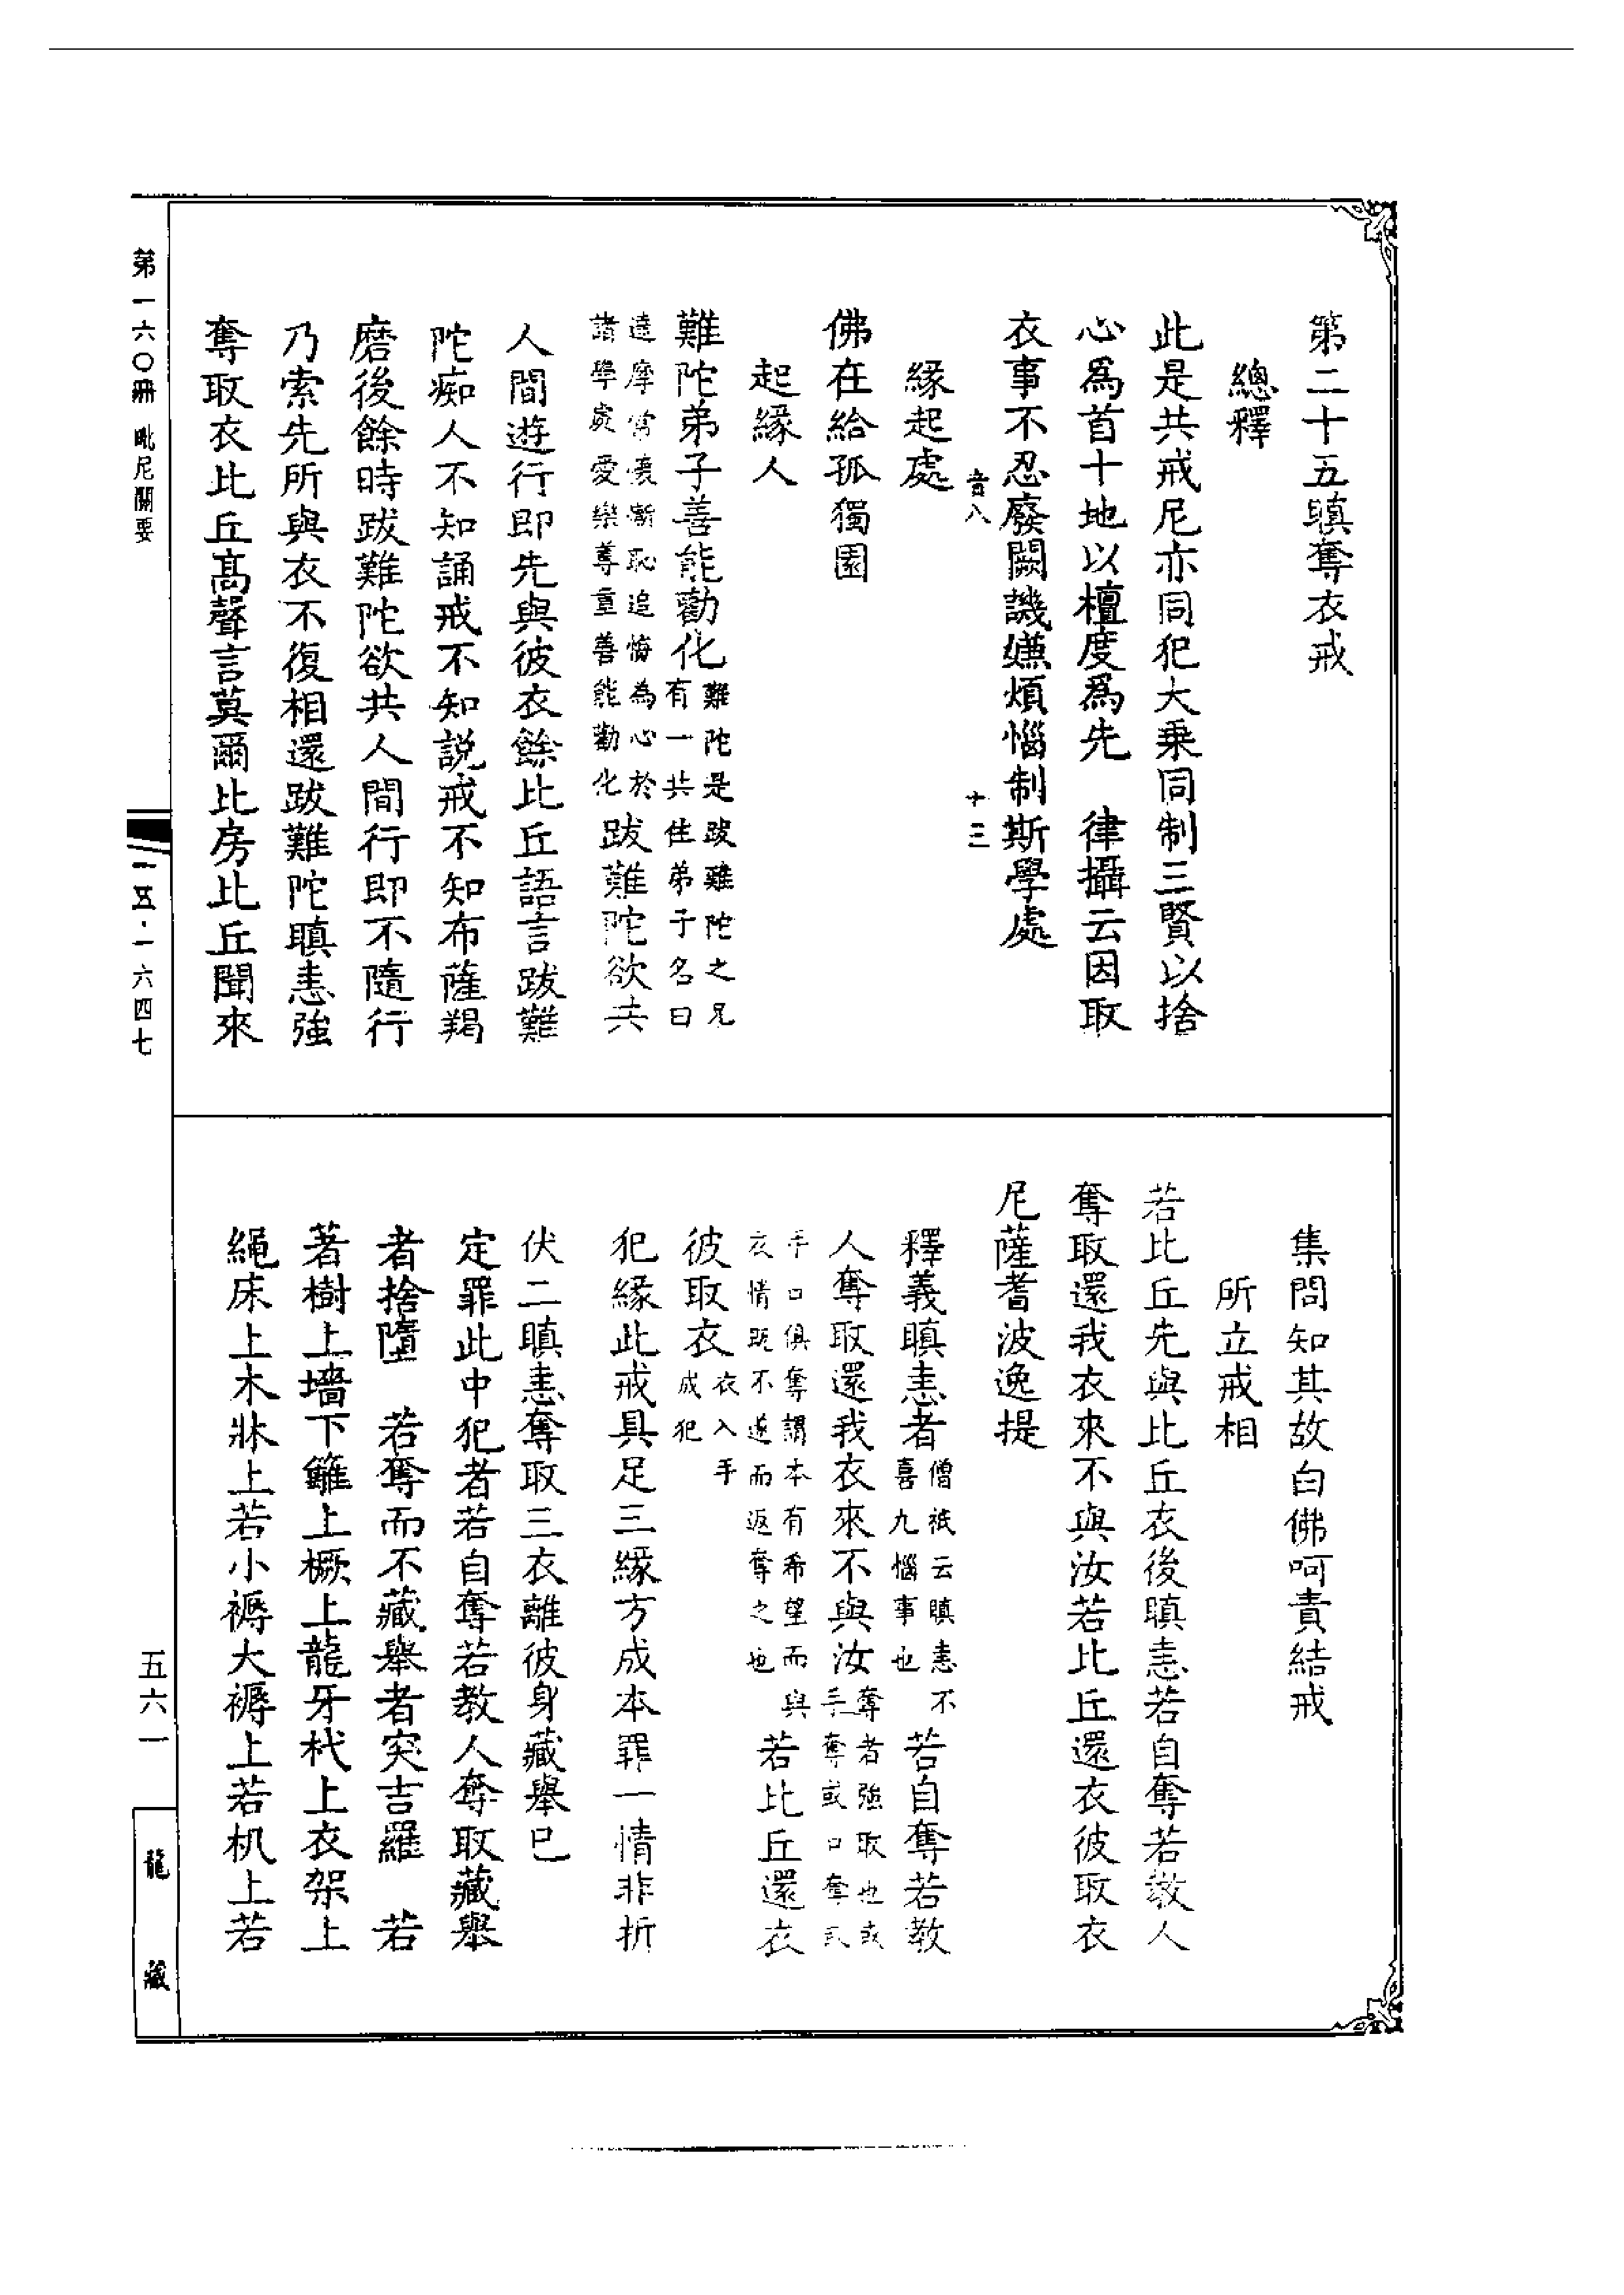 第二十五瞋奪衣戒
總釋
此是共戒尼亦同犯大乘同制三賢以捨
心爲首十地以檀度爲先　律攝云因取
衣事不忍廢闕譏嫌煩惱制斯學處
音八　十三
緣起處
佛在給孤獨園
起緣人
難陀弟子善能勸化難陀是跋難陀之兄有一共住弟子名曰
達摩常懷慚恥追悔為心於諸學處愛樂尊重善能勸化跋難陀欲共
人間遊行即先與彼衣餘比丘語言跋難
陀痴人不知誦戒不知說戒不知布薩羯
磨後餘時跋難陀欲共人間行即不隨行
乃索先所與衣不復相還跋難陀瞋恚強
奪取衣比丘高聲言莫爾比房比丘聞來
集問知其故白佛呵責結戒
所立戒相
若比丘先與比丘衣後瞋恚若自奪若教人
奪取還我衣來不與汝若比丘還衣彼取衣
尼薩耆波逸提
釋義瞋恚者僧祇云瞋恚不喜九惱事也若自奪若教
人奪取還我衣來不與汝奪者強取也或手奪或口奪或
手口俱奪謂本有希望而與衣情既不遂而返奪之也若比丘還衣
彼取衣衣入手成犯
犯緣此戒具足三緣方成本罪一情非折
伏二瞋恚奪取三衣離彼身藏舉已
定罪此中犯者若自奪若教人奪取藏舉
者捨墮　若奪而不藏舉者突吉羅　若
著樹上墻下籬上橛上龍牙杙上衣架上
繩床上木牀上若小褥大褥上若机上若
第一六〇冊　毗尼關要
一五·一六四七
五六一
龍藏